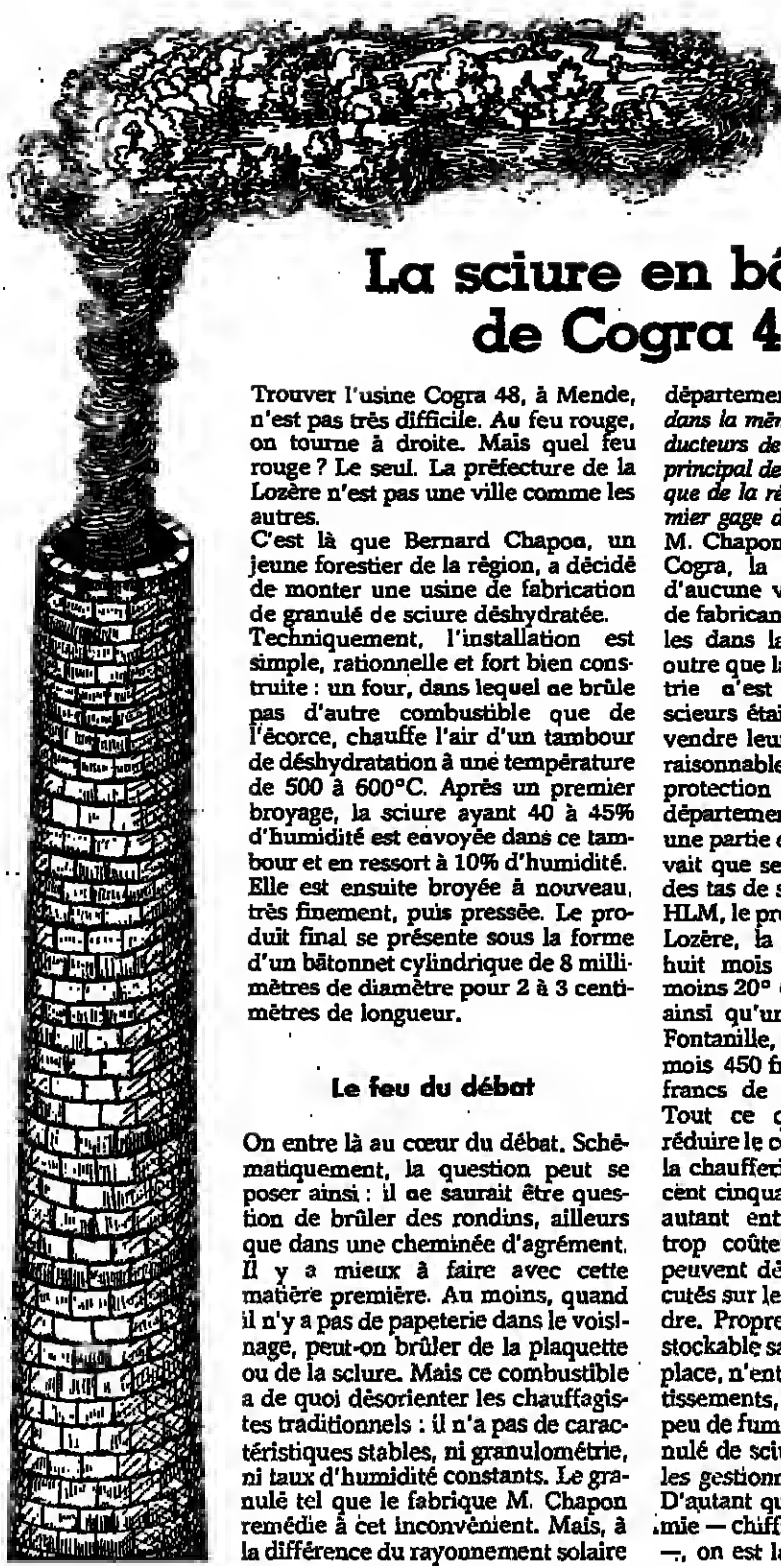 La sciure en bâ
de Cogra 4
Trouver l'usine Cogra 48, à Mende,
n'est pas très difficile. Au feu rouge,
on tourne à droite. Mais quel feu
rouge ? Le seul. La préfecture de la
Lozère n'est pas une ville comme les
autres.
C'est là que Bernard Chapon, un
jeune forestier de la région, a décidé
de monter une usine de fabrication
de granulé de sciure déshydratée.
Techniquement, l'installation est
simple, rationnelle et fort bien cons-
truite : un four, dans lequel ne brûle
pas d'autre combustible que de
l'écorce, chauffe l'air d'un tambour
de déshydratation à une température
de 500 à 600°C. Après un premier
broyage, la sciure ayant 40 à 45%
d'humidité est envoyée dans ce tam-
bour et en ressort à 10% d'humidité.
Elle est ensuite broyée à nouveau,
très finement, puis pressée. Le pro-
duit final se présente sous la forme
d'un bâtonnet cylindrique de 8 milli-
mètres de diamètre pour 2 à 3 centi-
mètres de longueur.
Le feu du débat
On entre là au cœur du débat. Sché-
matiquement, la question peut se
poser ainsi : il ne saurait être ques-
tion de brûler des rondins, ailleurs
que dans une cheminée d'agrément.
Il y a mieux à faire avec cette
matière première. Au moins, quand
il n'y a pas de papeterie dans le voisi-
nage, peut-on brûler de la plaquette
ou de la sciure. Mais ce combustible
a de quoi désorienter les chauffagis-
tes traditionnels : il n'a pas de carac-
téristiques stables, ni granulométrie,
ni taux d'humidité constants. Le gra-
nulé tel que le fabrique M. Chapon
remédie à cet inconvénient. Mais, à
la différence du rayonnement solaire
départemen
dans la mêm
ducteurs de
principal de
que de la ré
mier gage d
M. Chapon
Cogra, la
d'aucune v
de fabrican
les dans la
outre que la
trie n'est
scieurs étai
vendre leur
raisonnable
protection
départemen
une partie d
vait que se
des tas de s
HLM, le pr
Lozère, la
huit mois
moins 20°
ainsi qu'un
Fontanille,
mois 450 fr
francs de
Tout ce q
réduire le c
la chauffer
cent cinqua
autant ent
trop coûte
peuvent dé
cutés sur le
dre. Propre
stockable sa
place, n'ent
tissements,
peu de fum
nulé de sciu
les gestionn
D'autant qu
mie — chiff
—, on est l